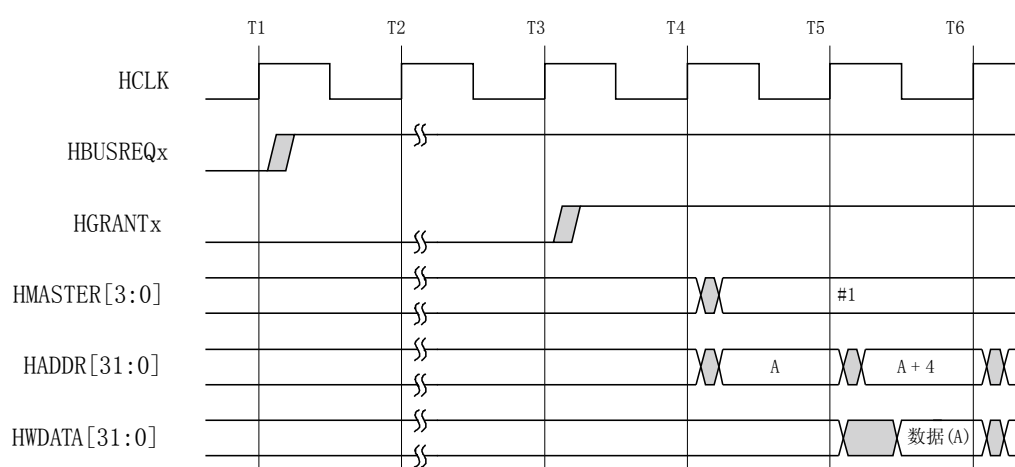 T1 T2 T3 T4 T5 T6
HCLK
HBUSREQx
HGRANTx
HMASTER[3:0] #1
HADDR[31:0] A A+4
HWDATA[31:0] 数据(A)